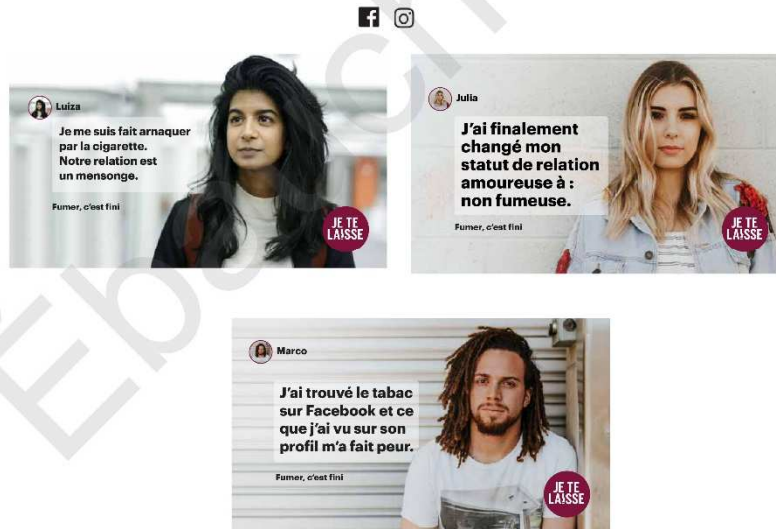 Luiza
Je me suis fait arnaquer
par la cigarette.
Notre relation est
un mensonge.
Fumer, c'est fini
JE TE
LAISSE
Julia
J'ai finalement
changé mon
statut de relation
amoureuse à :
non fumeuse.
Fumer, c'est fini
JE TE
LAISSE
Marco
J'ai trouvé le tabac
sur Facebook et ce
que j'ai vu sur son
profil m'a fait peur.
Fumer, c'est fini
JE TE
LAISSE